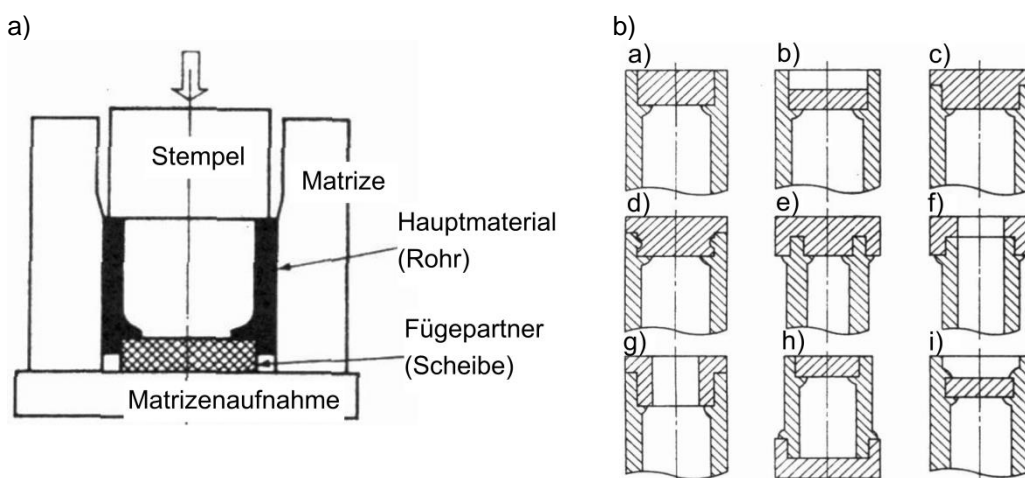 a)
Stempel
Matrize
Hauptmaterial
(Rohr)
Fügepartner
(Scheibe)
Matrizenaufnahme
b)
a)
b)
c)
d)
e)
f)
g)
h)
i)